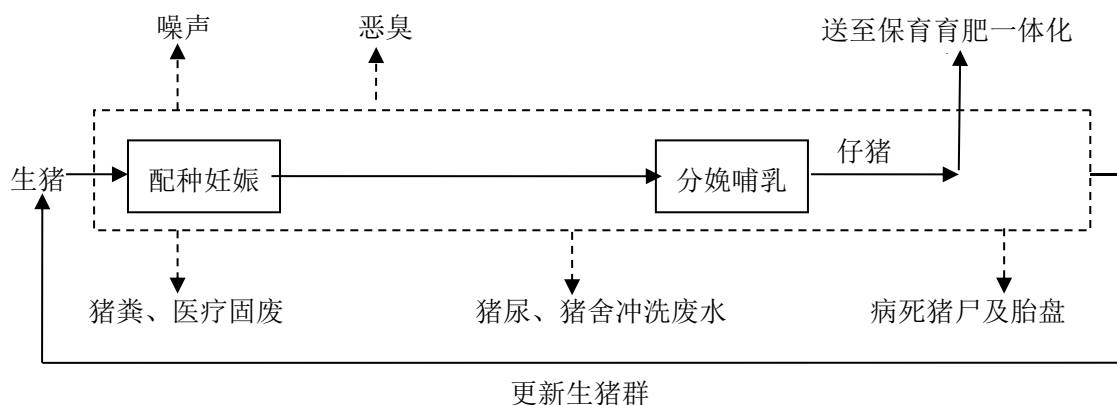 噪声
恶臭
送至保育育肥一体化
生猪
配种妊娠
分娩哺乳
仔猪
猪粪、医疗固废
猪尿、猪舍冲洗废水
病死猪尸及胎盘
更新生猪群